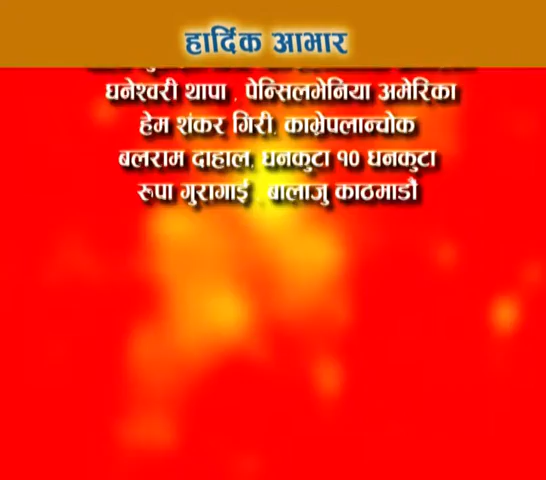 हार्दिक आभार
धनेश्वरी थापा , पेन्सिलभेनिया अमेरिका
हेम शंकर गिरी, काभ्रेपलान्चोक
बलराम दाहाल, धनकुटा १० धनकुटा
रुपा गुरागाई , बालाजु काठमाडौ